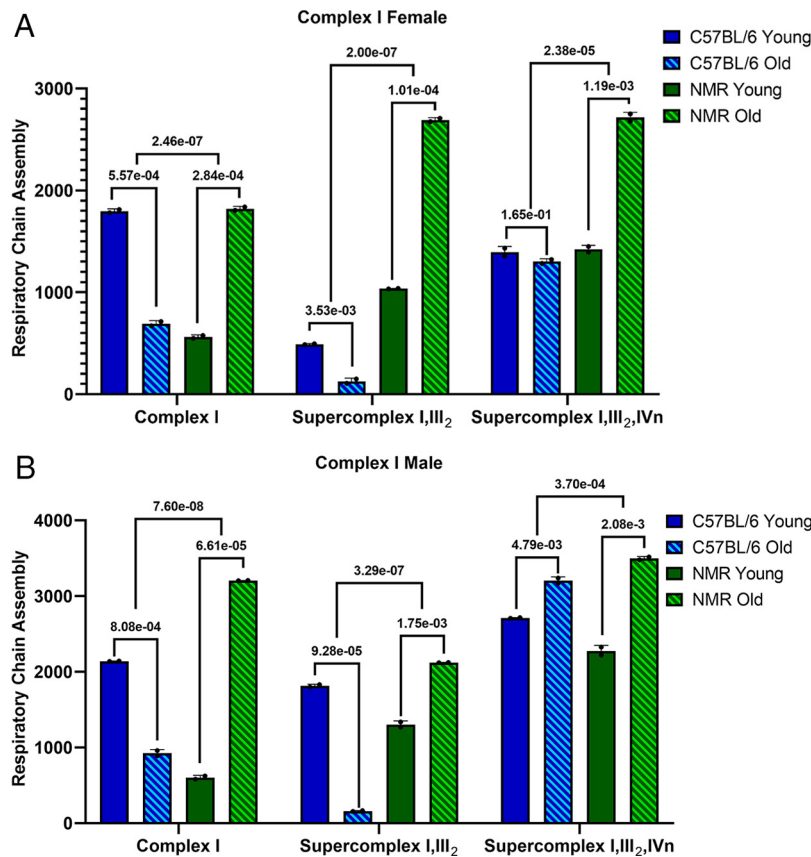 A
Complex I Female
C57BL/6 Young
C57BL/6 Old
NMR Young
NMR Old
Respiratory Chain Assembly
3000
2000
1000
0
2.46e-07
5.57e-04
2.84e-04
2.00e-07
1.01e-04
3.53e-03
2.38e-05
1.19e-03
1.65e-01
Complex I
Supercomplex I,III₂
Supercomplex I,III₂,IVn
B
Complex I Male
C57BL/6 Young
C57BL/6 Old
NMR Young
NMR Old
Respiratory Chain Assembly
4000
3000
2000
1000
0
7.60e-08
6.61e-05
8.08e-04
3.29e-07
1.75e-03
9.28e-05
3.70e-04
2.08e-3
4.79e-03
Complex I
Supercomplex I,III₂
Supercomplex I,III₂,IVn